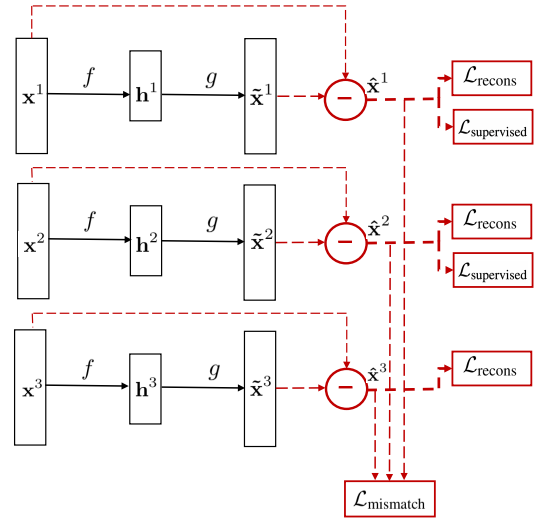 x¹ f h¹ g x̃¹ − x̂¹ ℒrecons
ℒsupervised
x² f h² g x̃² − x̂² ℒrecons
ℒsupervised
x³ f h³ g x̃³ − x̂³ ℒrecons
ℒmismatch